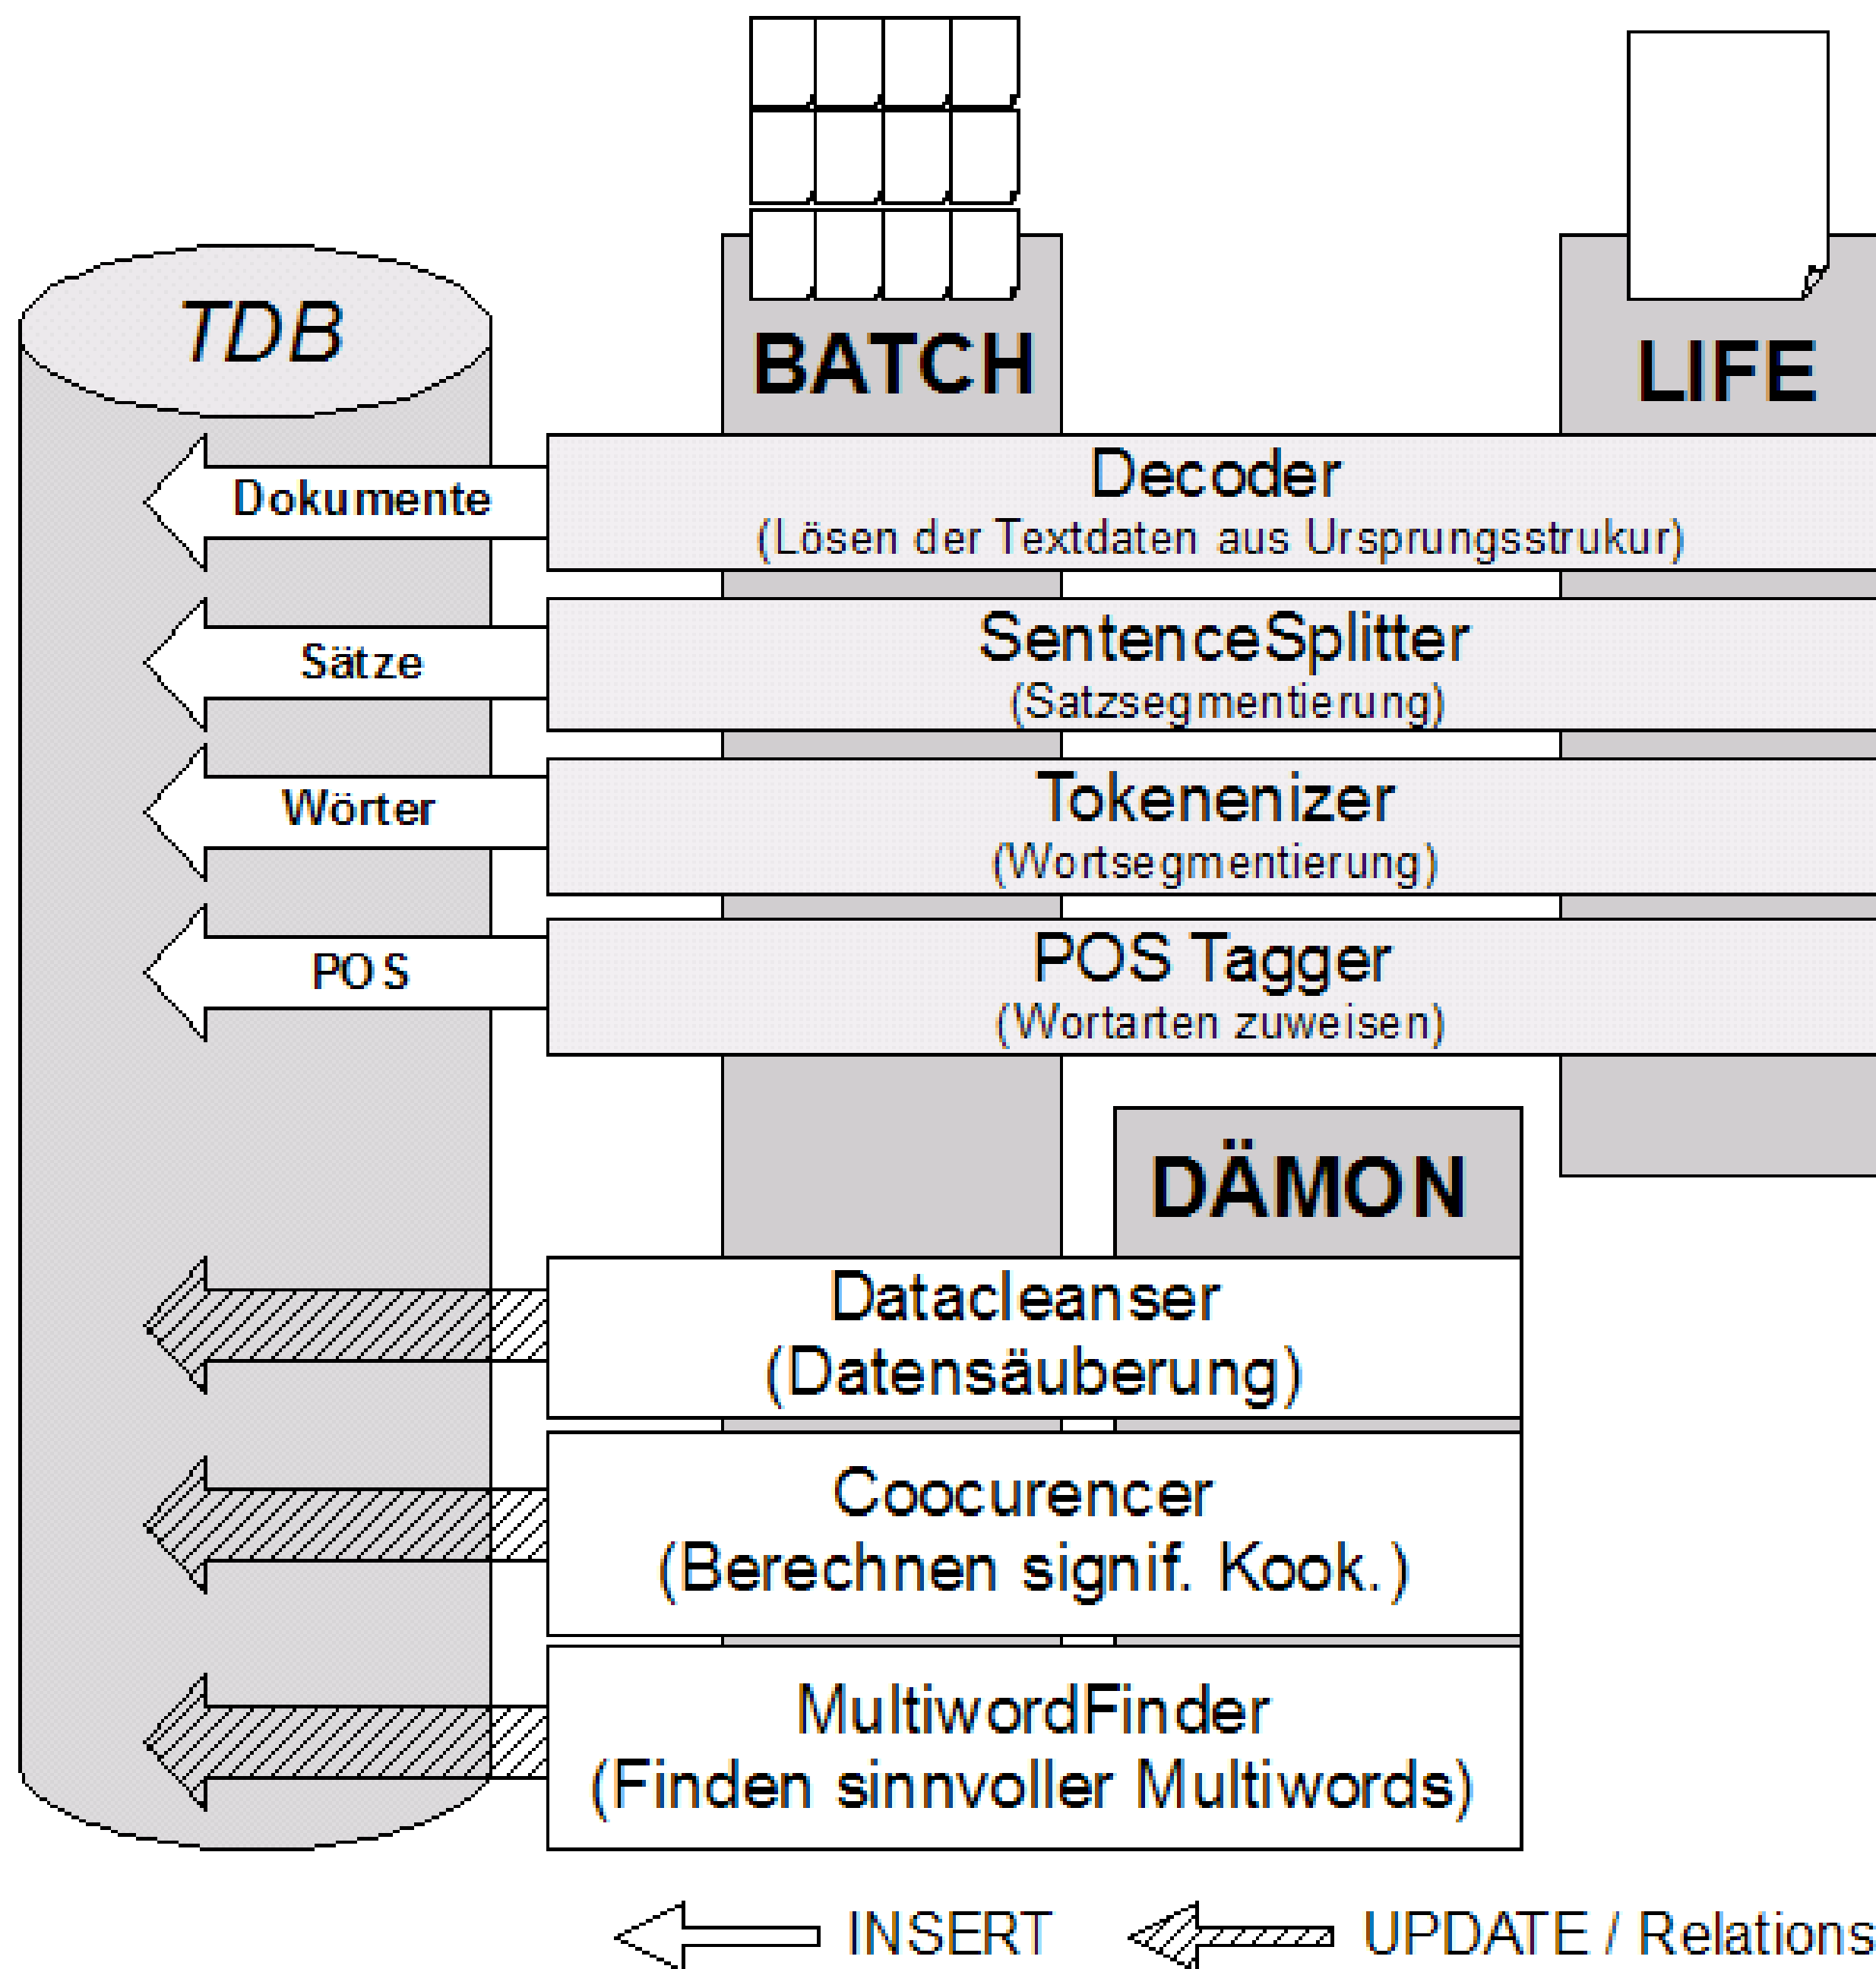 TDB
BATCH
LIFE
Dokumente
Decoder
(Lösen der Textdaten aus Ursprungsstrukur)
Sätze
SentenceSplitter
(Satzsegmentierung)
Wörter
Tokenenizer
(Wortsegmentierung)
POS
POS Tagger
(Wortarten zuweisen)
DÄMON
Datacleanser
(Datensäuberung)
Coocurencer
(Berechnen signif. Kook.)
MultiwordFinder
(Finden sinnvoller Multiwords)
INSERT
UPDATE / Relations